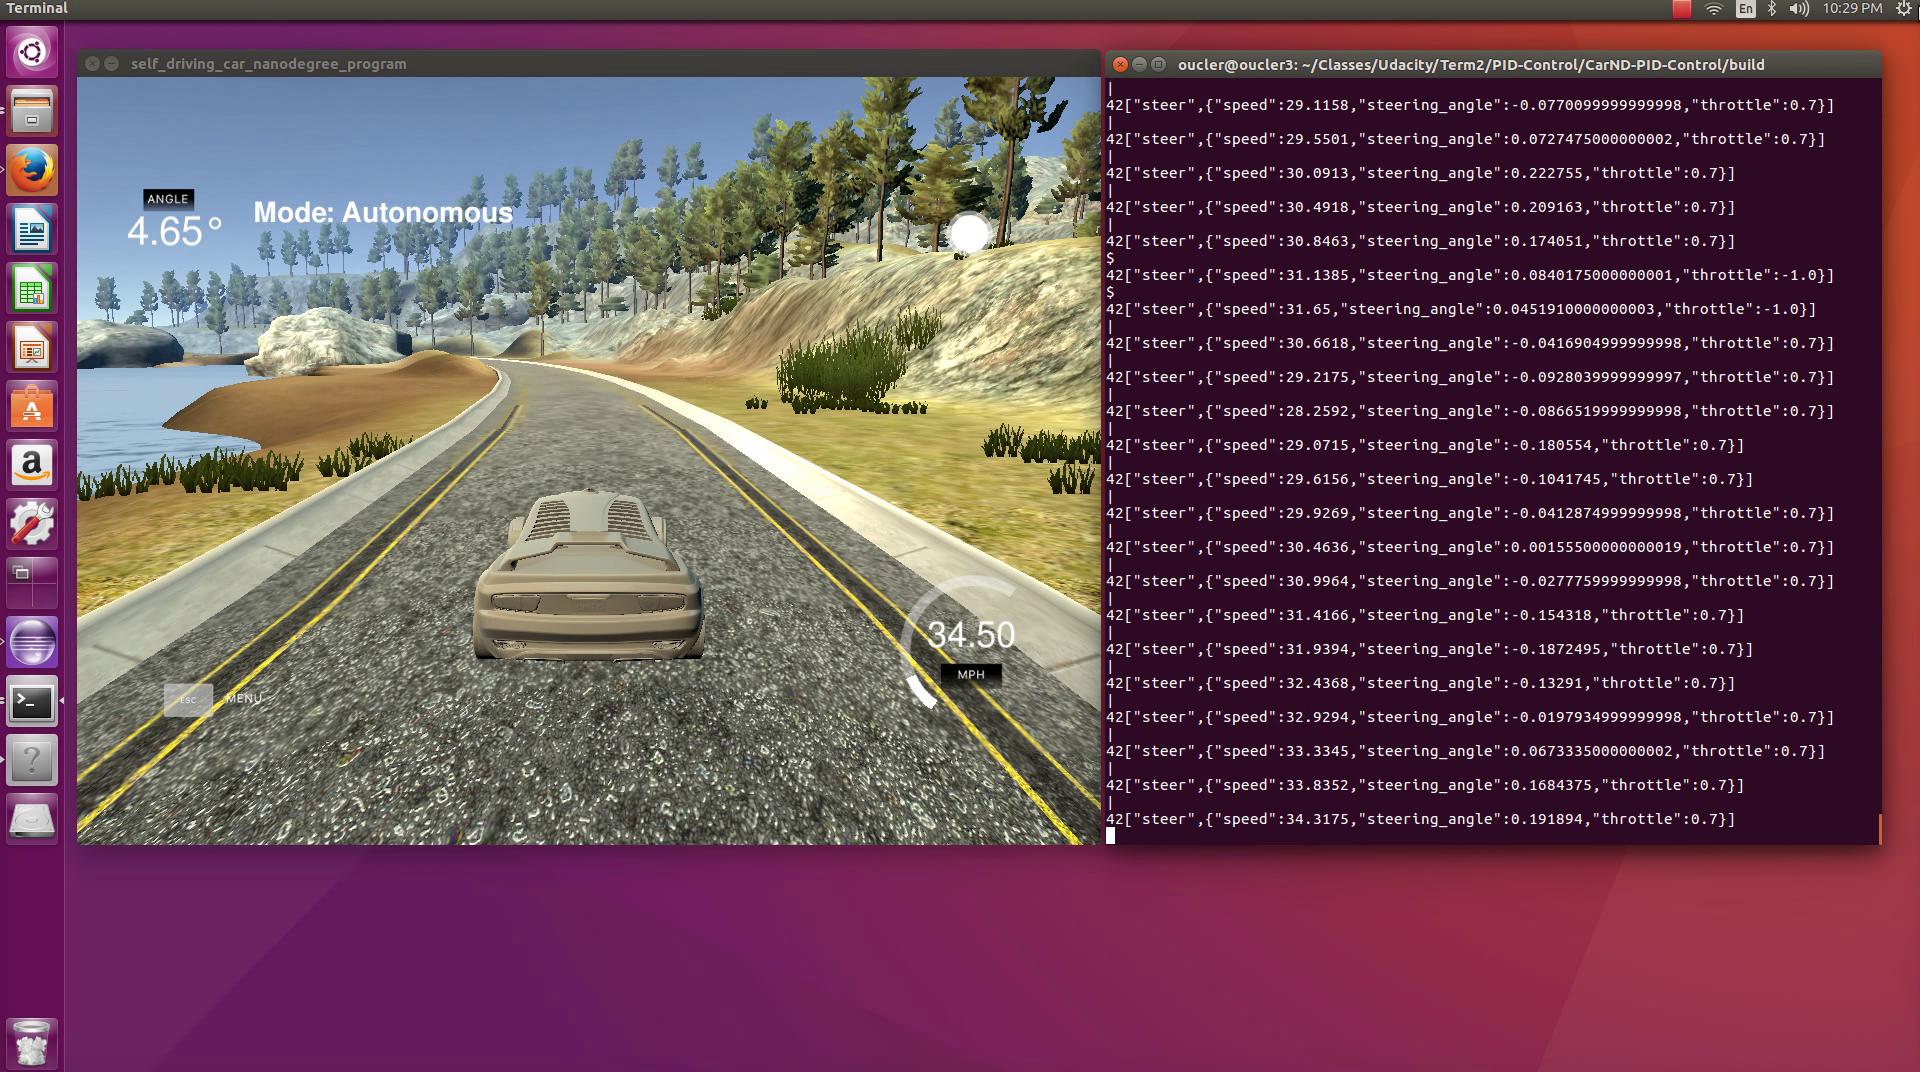 Terminal
En
10:29 PM
self_driving_car_nanodegree_program
ANGLE
4.65°
Mode: Autonomous
34.50
MPH
ESC
MENU
a
oucler@oucler3: ~/Classes/Udacity/Term2/PID-Control/CarND-PID-Control/build
|
42["steer",{"speed":29.1158,"steering_angle":-0.0770099999999998,"throttle":0.7}]
|
42["steer",{"speed":29.5501,"steering_angle":0.0727475000000002,"throttle":0.7}]
|
42["steer",{"speed":30.0913,"steering_angle":0.222755,"throttle":0.7}]
|
42["steer",{"speed":30.4918,"steering_angle":0.209163,"throttle":0.7}]
|
42["steer",{"speed":30.8463,"steering_angle":0.174051,"throttle":0.7}]
$
42["steer",{"speed":31.1385,"steering_angle":0.0840175000000001,"throttle":-1.0}]
$
42["steer",{"speed":31.65,"steering_angle":0.0451910000000003,"throttle":-1.0}]
|
42["steer",{"speed":30.6618,"steering_angle":-0.0416904999999998,"throttle":0.7}]
|
42["steer",{"speed":29.2175,"steering_angle":-0.0928039999999997,"throttle":0.7}]
|
42["steer",{"speed":28.2592,"steering_angle":-0.0866519999999998,"throttle":0.7}]
|
42["steer",{"speed":29.0715,"steering_angle":-0.180554,"throttle":0.7}]
|
42["steer",{"speed":29.6156,"steering_angle":-0.1041745,"throttle":0.7}]
|
42["steer",{"speed":29.9269,"steering_angle":-0.0412874999999998,"throttle":0.7}]
|
42["steer",{"speed":30.4636,"steering_angle":0.00155500000000019,"throttle":0.7}]
|
42["steer",{"speed":30.9964,"steering_angle":-0.0277759999999998,"throttle":0.7}]
|
42["steer",{"speed":31.4166,"steering_angle":-0.154318,"throttle":0.7}]
|
42["steer",{"speed":31.9394,"steering_angle":-0.1872495,"throttle":0.7}]
|
42["steer",{"speed":32.4368,"steering_angle":-0.13291,"throttle":0.7}]
|
42["steer",{"speed":32.9294,"steering_angle":-0.0197934999999998,"throttle":0.7}]
|
42["steer",{"speed":33.3345,"steering_angle":0.0673335000000002,"throttle":0.7}]
|
42["steer",{"speed":33.8352,"steering_angle":0.1684375,"throttle":0.7}]
|
42["steer",{"speed":34.3175,"steering_angle":0.191894,"throttle":0.7}]